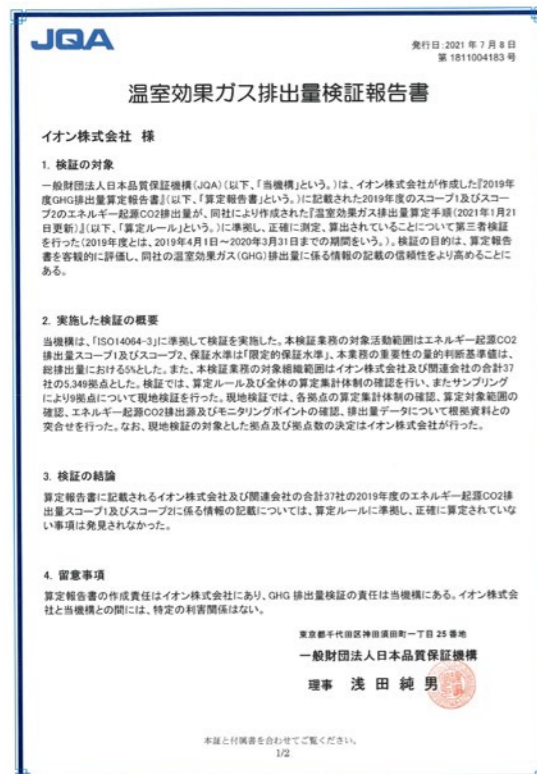 JQA
発行日:2021 年 7 月 8 日
第 1811004183 号
温室効果ガス排出量検証報告書
イオン株式会社 様
1. 検証の対象
一般財団法人日本品質保証機構(JQA)(以下、「当機構」という。)は、イオン株式会社が作成した『2019年
度GHG排出量算定報告書』(以下、「算定報告書」という。)に記載された2019年度のスコープ1及びスコー
プ2のエネルギー起源CO2排出量が、同社により作成された『温室効果ガス排出量算定手順(2021年1月21
日更新)』(以下、「算定ルール」という。)に準拠し、正確に測定、算出されていることについて第三者検証
を行った(2019年度とは、2019年4月1日～2020年3月31日までの期間をいう。)。検証の目的は、算定報告
書を客観的に評価し、同社の温室効果ガス(GHG)排出量に係る情報の記載の信頼性をより高めることに
ある。
2. 実施した検証の概要
当機構は、「ISO14064-3」に準拠して検証を実施した。本検証業務の対象活動範囲はエネルギー起源CO2
排出量スコープ1及びスコープ2、保証水準は「限定的保証水準」、本業務の重要性の量的判断基準値は、
総排出量における5%とした。また、本検証業務の対象組織範囲はイオン株式会社及び関連会社の合計37
社の5,349拠点とした。検証では、算定ルール及び全体の算定集計体制の確認を行い、またサンプリング
により9拠点について現地検証を行った。現地検証では、各拠点の算定集計体制の確認、算定対象範囲の
確認、エネルギー起源CO2排出源及びモニタリングポイントの確認、排出量データについて根拠資料との
突合せを行った。なお、現地検証の対象とした拠点及び拠点数の決定はイオン株式会社が行った。
3. 検証の結論
算定報告書に記載されるイオン株式会社及び関連会社の合計37社の2019年度のエネルギー起源CO2排
出量スコープ1及びスコープ2に係る情報の記載については、算定ルールに準拠し、正確に算定されていな
い事項は発見されなかった。
4. 留意事項
算定報告書の作成責任はイオン株式会社にあり、GHG 排出量検証の責任は当機構にある。イオン株式会
社と当機構との間には、特定の利害関係はない。
東京都千代田区神田須田町一丁目 25 番地
一般財団法人日本品質保証機構
理事 浅 田 純 男
本証と付属書を合わせてご覧ください。
1/2